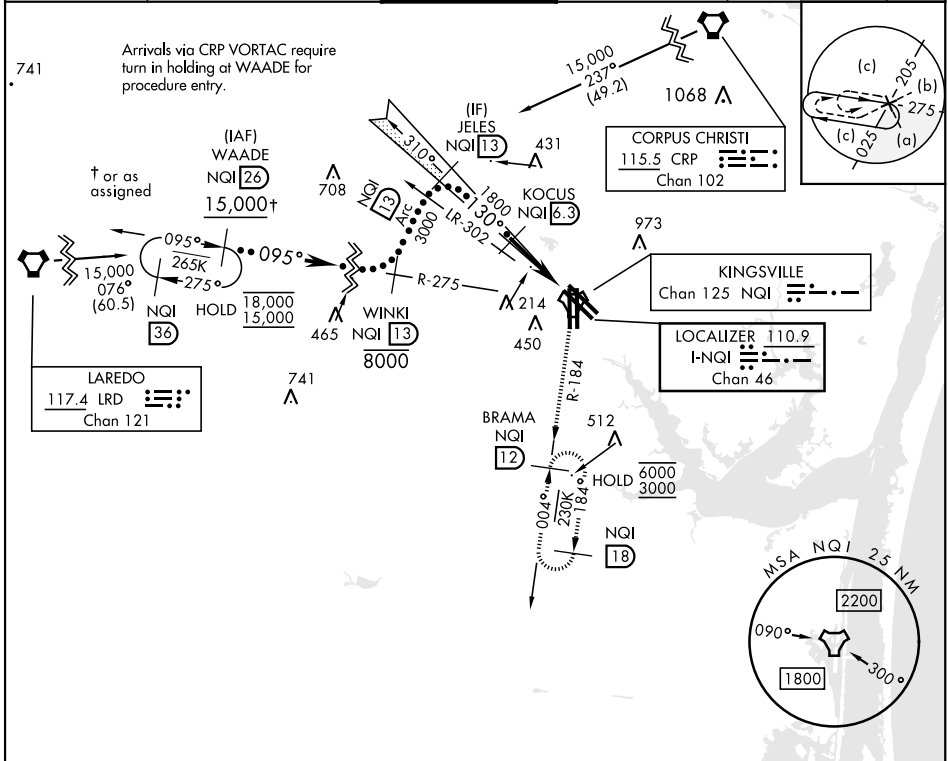 Arrivals via CRP VORTAC require
turn in holding at WAADE for
procedure entry.
741
15,000
237°
(49.2)
1068
(c)
205
(b)
275
(c)
(a)
025
CORPUS CHRISTI
115.5 CRP
Chan 102
(IF)
JELES
NQI 13
431
310°
(IAF)
WAADE
NQI 26
15,000†
† or as
assigned
708
NQI
13
Arc
3000
1800
130°
LR-302
KOCUS
NQI 6.3
973
095°
265K
275°
095°
R-275
15,000
076°
(60.5)
NQI
36
HOLD 18,000
15,000
465
WINKI
NQI 13
8000
214
450
KINGSVILLE
Chan 125 NQI
LOCALIZER 110.9
I-NQI
Chan 46
LAREDO
117.4 LRD
Chan 121
741
R-184
BRAMA
NQI
12
512
HOLD 6000
3000
004°
230K
184°
NQI
18
MSA NQI 25 NM
2200
090°
1800
300°